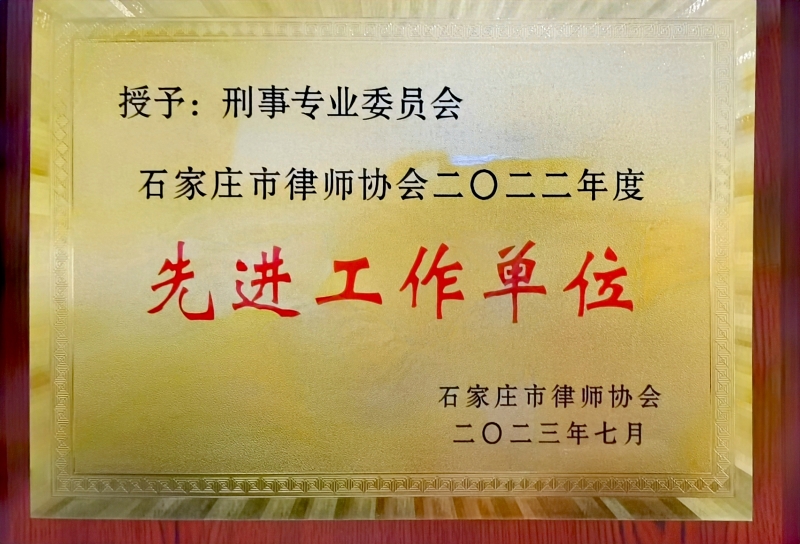 授予：刑事专业委员会
石家庄市律师协会二〇二二年度
先进工作单位
石家庄市律师协会
二〇二三年七月